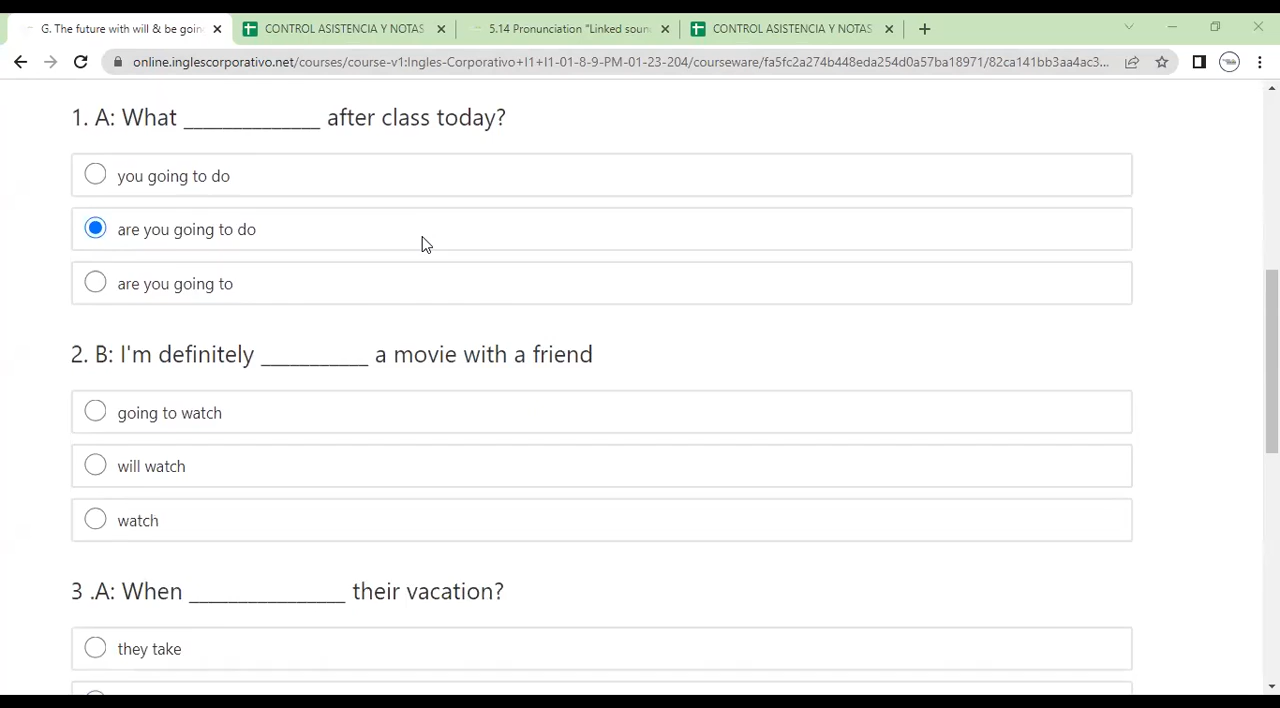 G. The future with will & be goin
CONTROL ASISTENCIA Y NOTAS
5.14 Pronunciation "Linked soun
CONTROL ASISTENCIA Y NOTAS
online.inglescorporativo.net/courses/course-v1:Ingles-Corporativo+I1+I1-01-8-9-PM-01-23-204/courseware/fa5fc2a274b448eda254d0a57ba18971/82ca141bb3aa4ac3...
1. A: What ______________ after class today?
you going to do
are you going to do
are you going to
2. B: I'm definitely ___________ a movie with a friend
going to watch
will watch
watch
3 .A: When ________________ their vacation?
they take